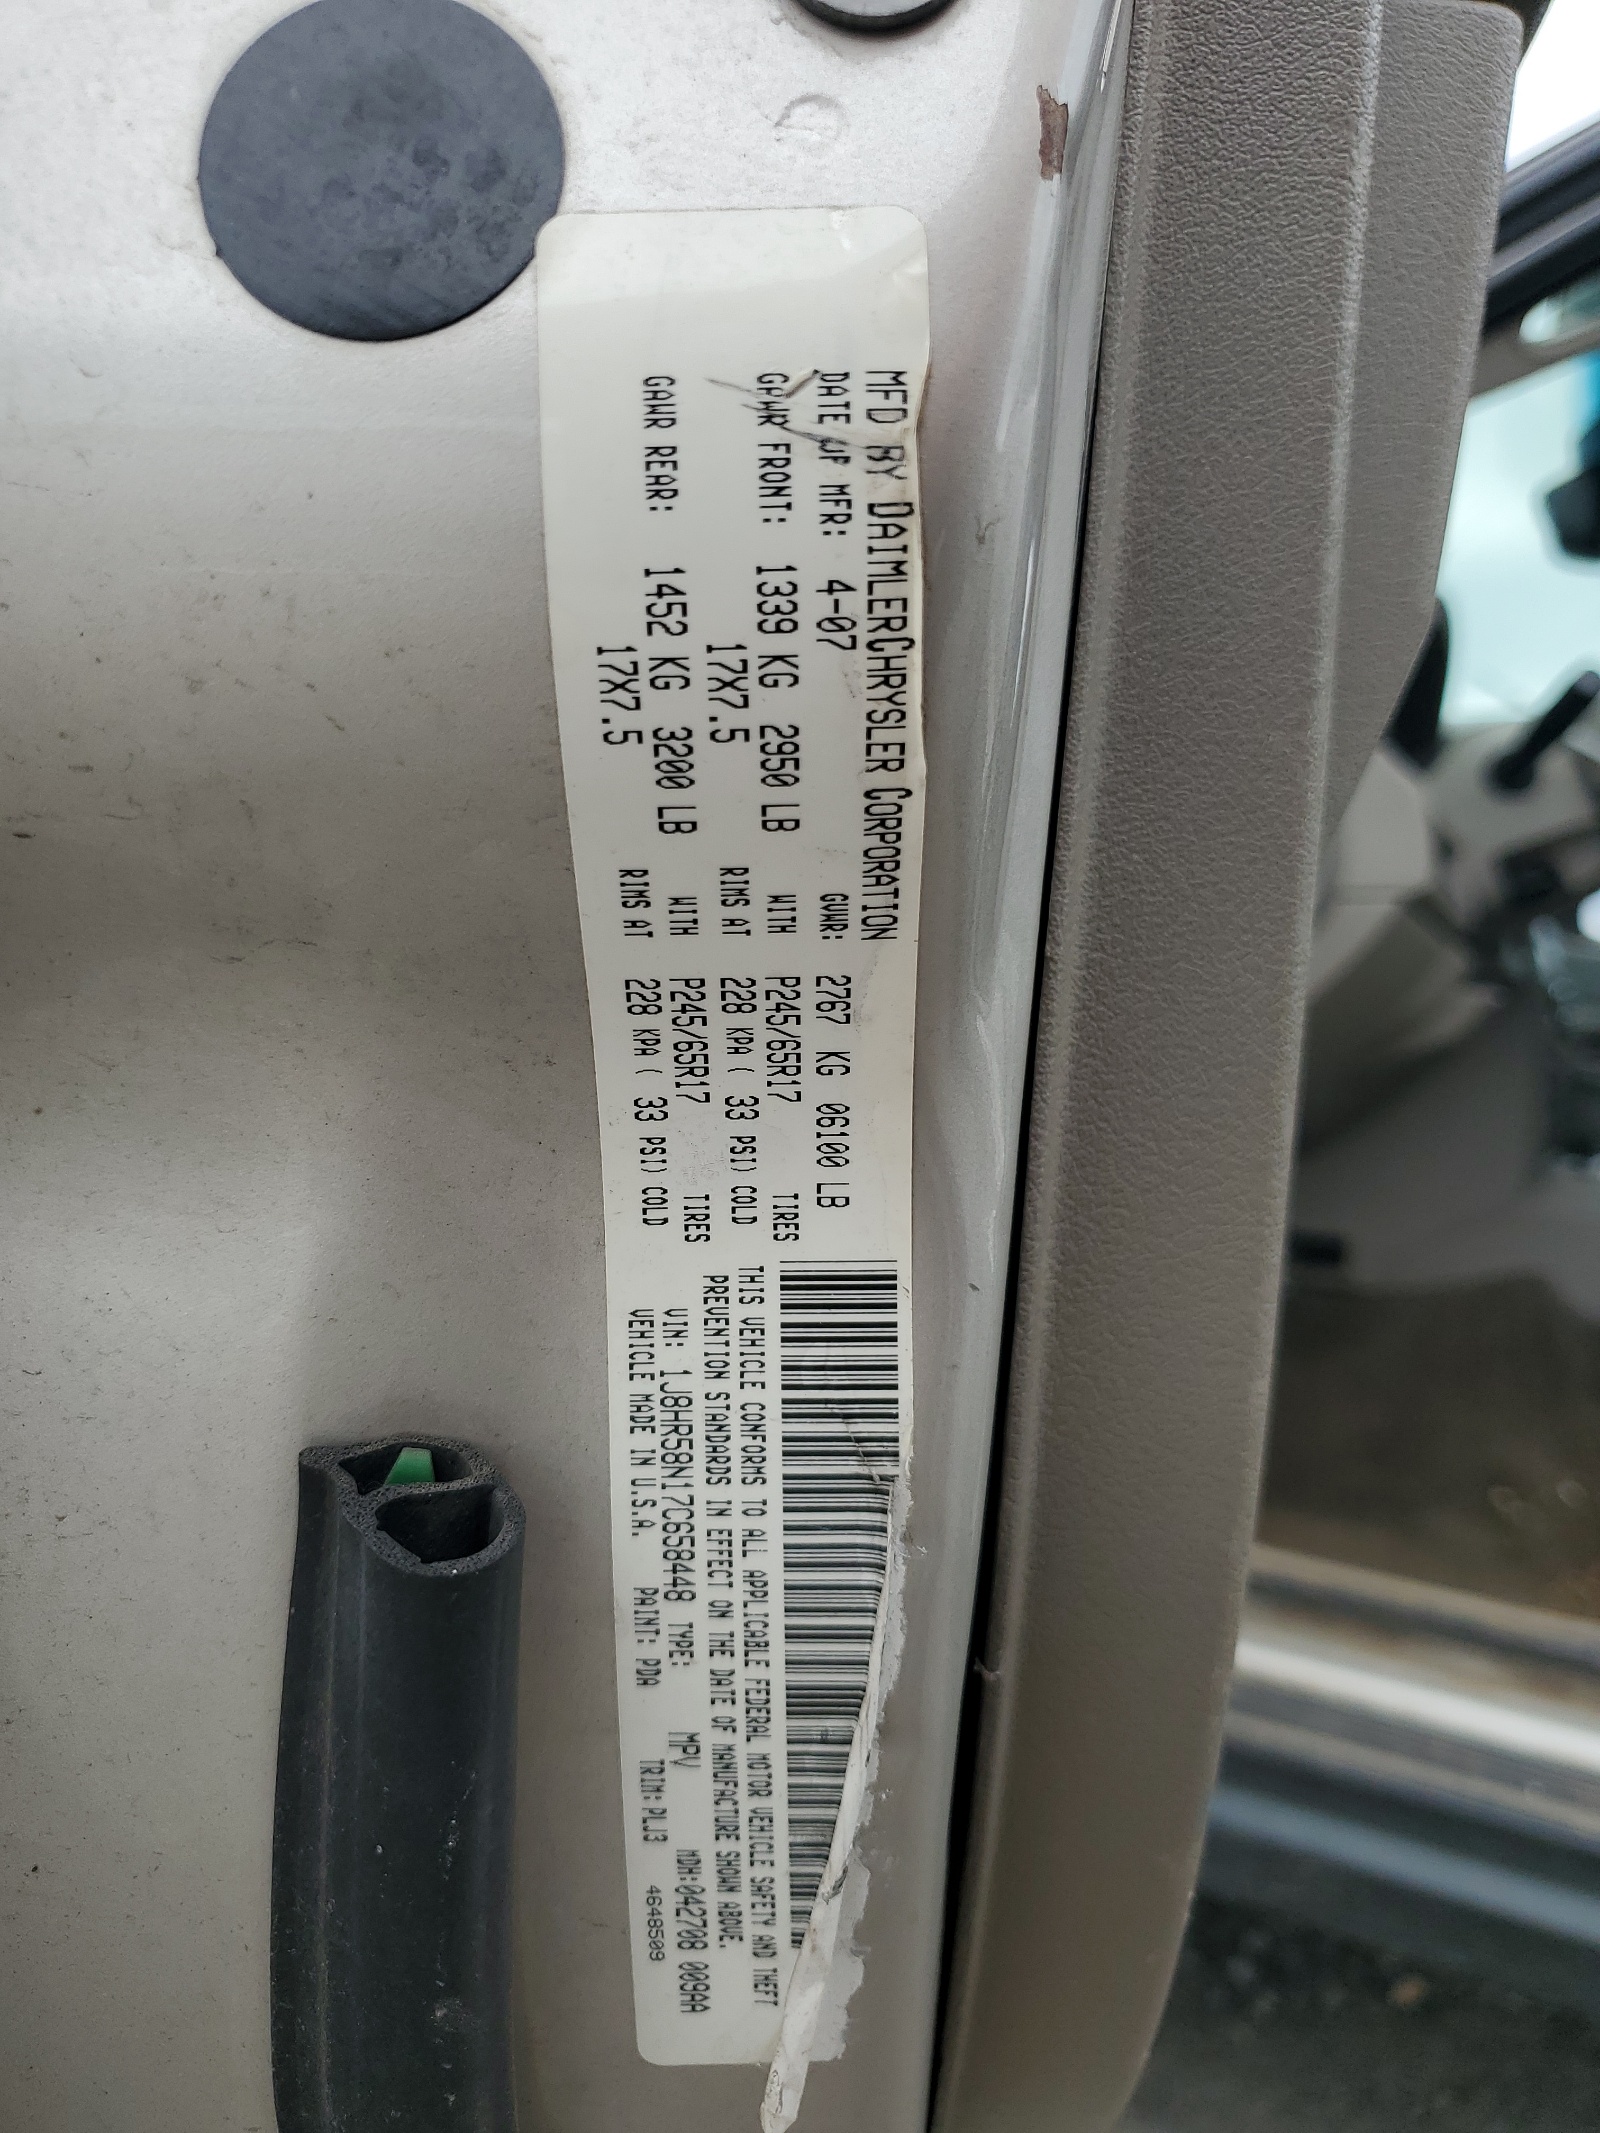 MFD BY DAIMLERCHRYSLER CORPORATION
DATE OF MFR: 4-07 GVWR: 2767 KG 06100 LB
GAWR FRONT: 1339 KG 2950 LB WITH P245/65R17 TIRES
17X7.5 RIMS AT 228 KPA ( 33 PSI) COLD
GAWR REAR: 1452 KG 3200 LB WITH P245/65R17 TIRES
17X7.5 RIMS AT 228 KPA ( 33 PSI) COLD
THIS VEHICLE CONFORMS TO ALL APPLICABLE FEDERAL MOTOR VEHICLE SAFETY AND THEFT
PREVENTION STANDARDS IN EFFECT ON THE DATE OF MANUFACTURE SHOWN ABOVE.
VIN: 1J8HR58N17C658448 TYPE: MPV MDH:042708 009AA
VEHICLE MADE IN U.S.A. PAINT: PDA TRIM:PLJ3 4648509